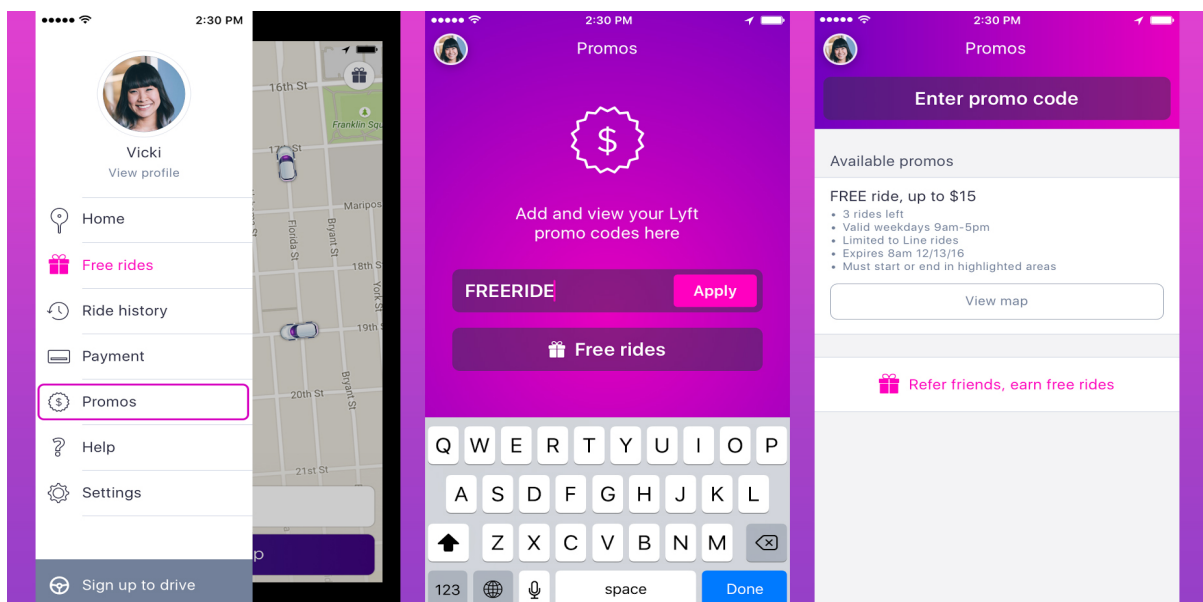 2:30 PM
Vicki
View profile
Home
Free rides
Ride history
Payment
Promos
Help
Settings
Sign up to drive
16th St
Franklin Squ
17th St
Mariposa
Florida St
Bryant St
18th S
York St
19th
20th St
Bryant St
21st St
p
2:30 PM
Promos
$
Add and view your Lyft
promo codes here
FREERIDE
Apply
Free rides
Q W E R T Y U I O P
A S D F G H J K L
Z X C V B N M
123
space
Done
2:30 PM
Promos
Enter promo code
Available promos
FREE ride, up to $15
• 3 rides left
• Valid weekdays 9am-5pm
• Limited to Line rides
• Expires 8am 12/13/16
• Must start or end in highlighted areas
View map
Refer friends, earn free rides